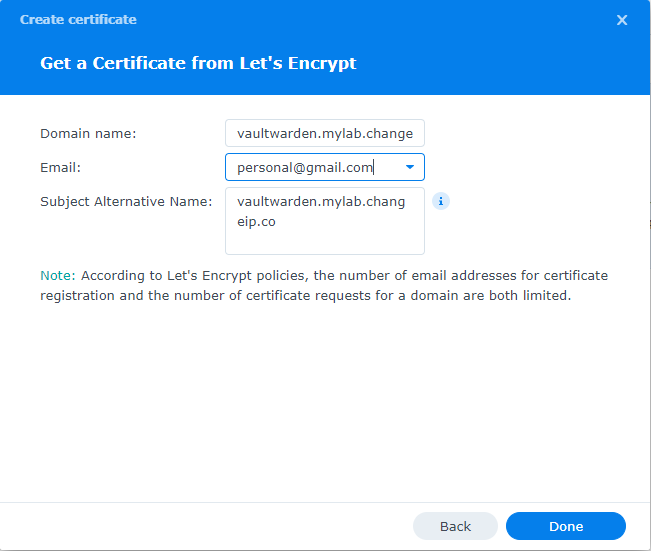 Create certificate
Get a Certificate from Let's Encrypt
Domain name: vaultwarden.mylab.change
Email: personal@gmail.com
Subject Alternative Name: vaultwarden.mylab.chang
eip.co
Note: According to Let's Encrypt policies, the number of email addresses for certificate
registration and the number of certificate requests for a domain are both limited.
Back Done